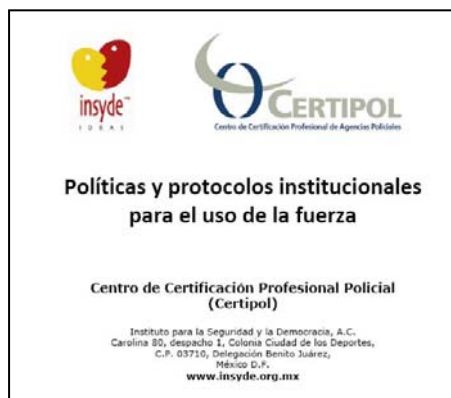 insyde™
IDEAS
CERTIPOL
Centro de Certificación Profesional de Agencias Policiales
Políticas y protocolos institucionales
para el uso de la fuerza
Centro de Certificación Profesional Policial
(Certipol)
Instituto para la Seguridad y la Democracia, A.C.
Carolina 80, despacho 1, Colonia Ciudad de los Deportes,
C.P. 03710, Delegación Benito Juárez,
México D.F.
www.insyde.org.mx